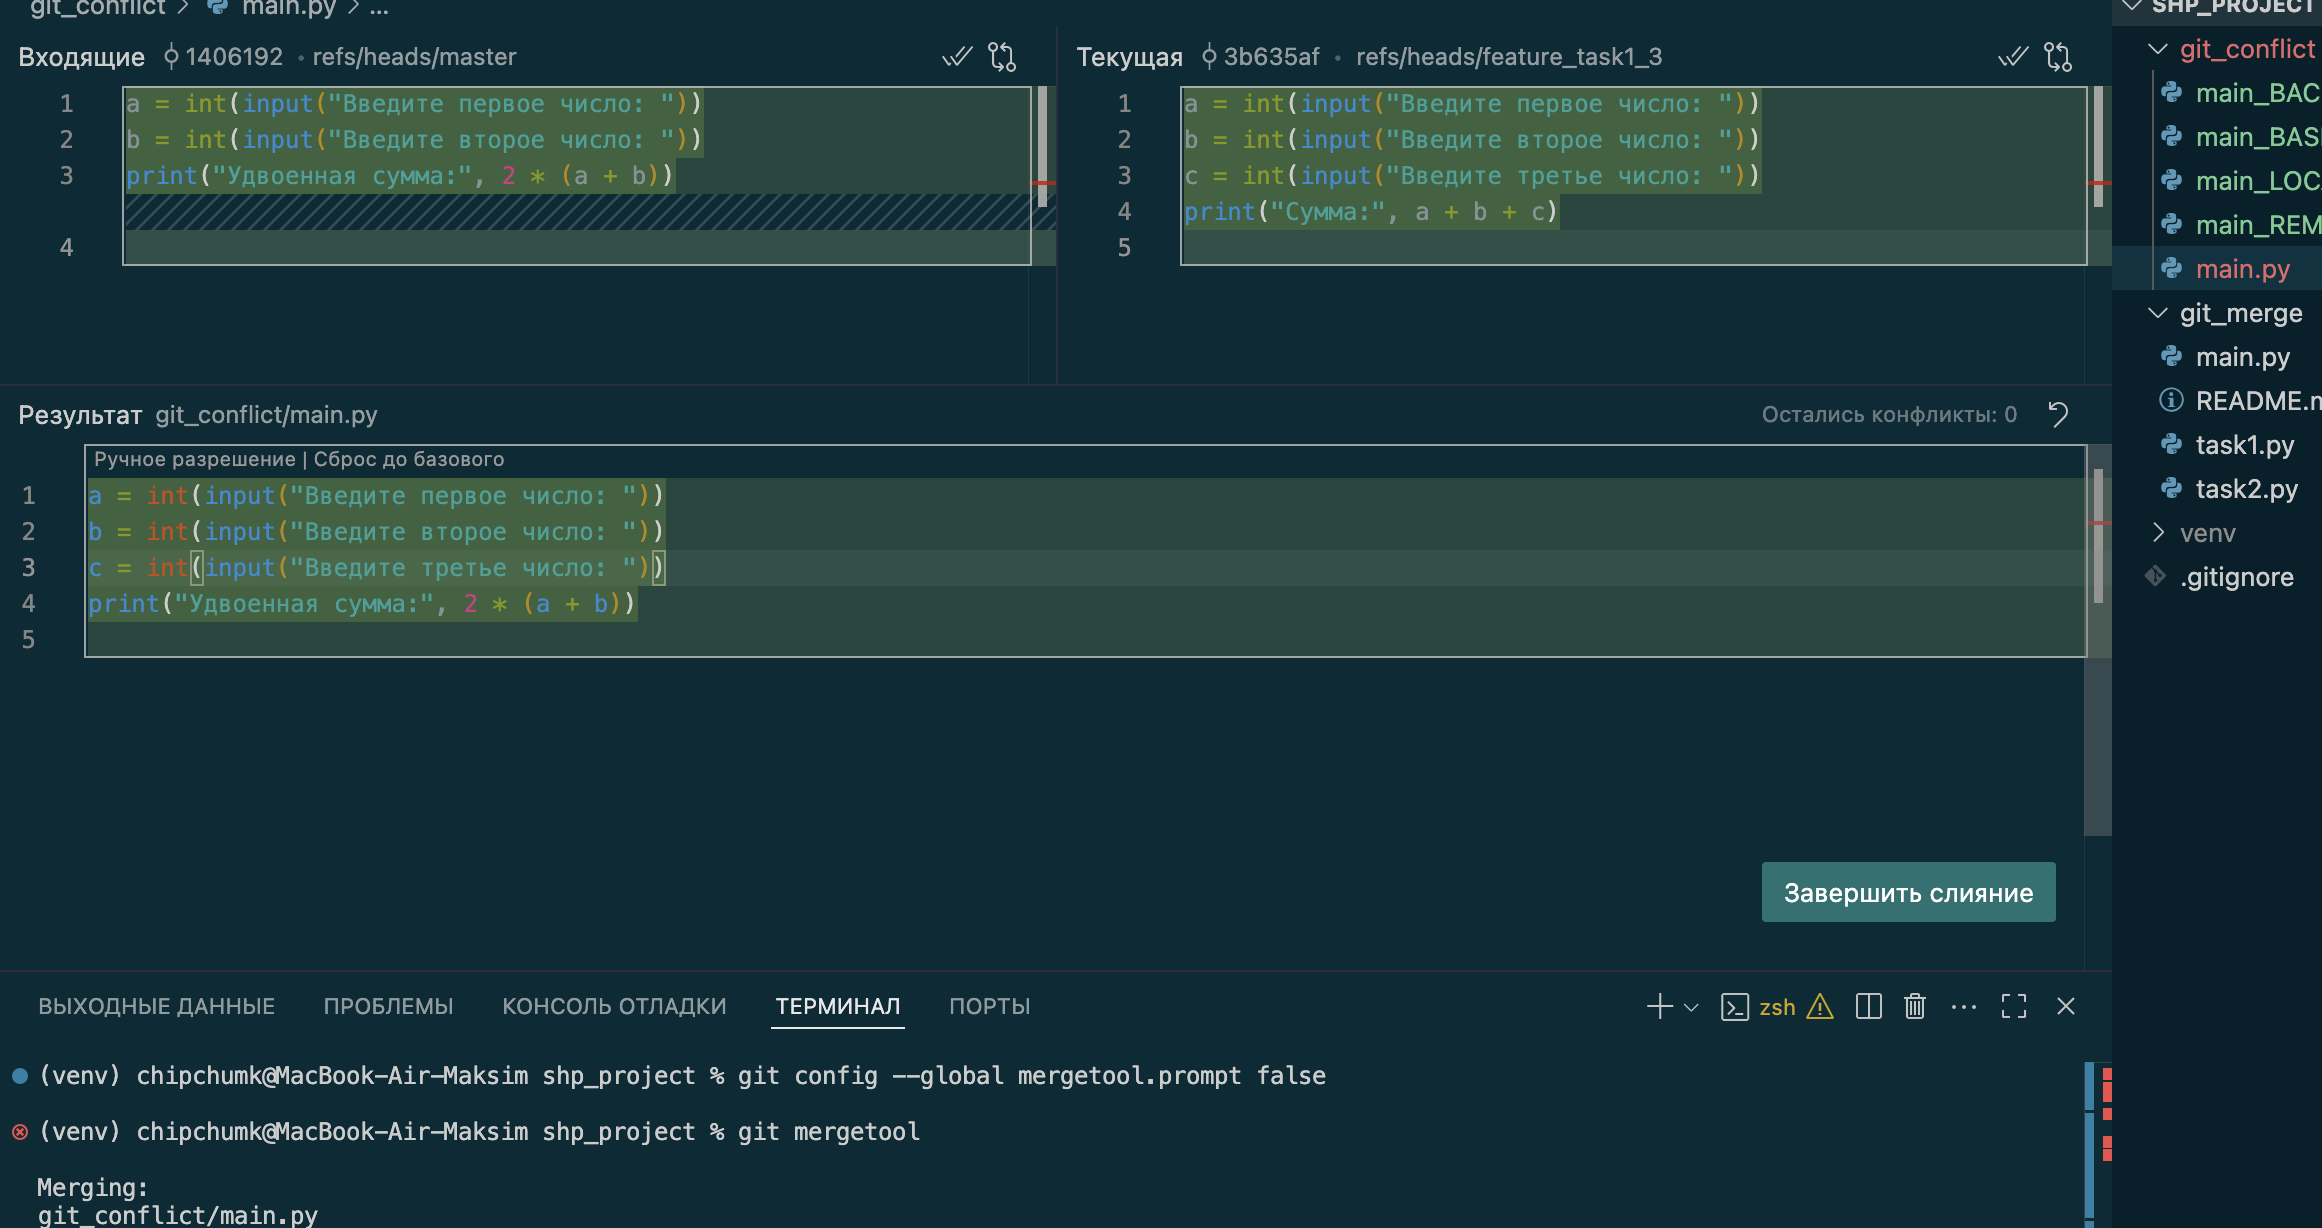 git_conflict > main.py > ...
Входящие 1406192 • refs/heads/master
1 a = int(input("Введите первое число: "))
2 b = int(input("Введите второе число: "))
3 print("Удвоенная сумма:", 2 * (a + b))
4
Текущая 3b635af • refs/heads/feature_task1_3
1 a = int(input("Введите первое число: "))
2 b = int(input("Введите второе число: "))
3 c = int(input("Введите третье число: "))
4 print("Сумма:", a + b + c)
5
Результат git_conflict/main.py
Остались конфликты: 0
Ручное разрешение | Сброс до базового
1 a = int(input("Введите первое число: "))
2 b = int(input("Введите второе число: "))
3 c = int(input("Введите третье число: "))
4 print("Удвоенная сумма:", 2 * (a + b))
5
Завершить слияние
ВЫХОДНЫЕ ДАННЫЕ ПРОБЛЕМЫ КОНСОЛЬ ОТЛАДКИ ТЕРМИНАЛ ПОРТЫ
zsh
(venv) chipchumk@MacBook-Air-Maksim shp_project % git config --global mergetool.prompt false
(venv) chipchumk@MacBook-Air-Maksim shp_project % git mergetool
Merging:
git_conflict/main.py
SHP_PROJECT
git_conflict
main_BAC
main_BAS
main_LOC
main_REM
main.py
git_merge
main.py
README.m
task1.py
task2.py
venv
.gitignore